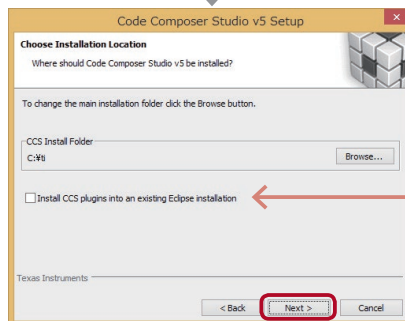 Code Composer Studio v5 Setup
Choose Installation Location
Where should Code Composer Studio v5 be installed?
To change the main installation folder click the Browse button.
CCS Install Folder
C:¥ti
Browse...
Install CCS plugins into an existing Eclipse installation
Texas Instruments
< Back
Next >
Cancel